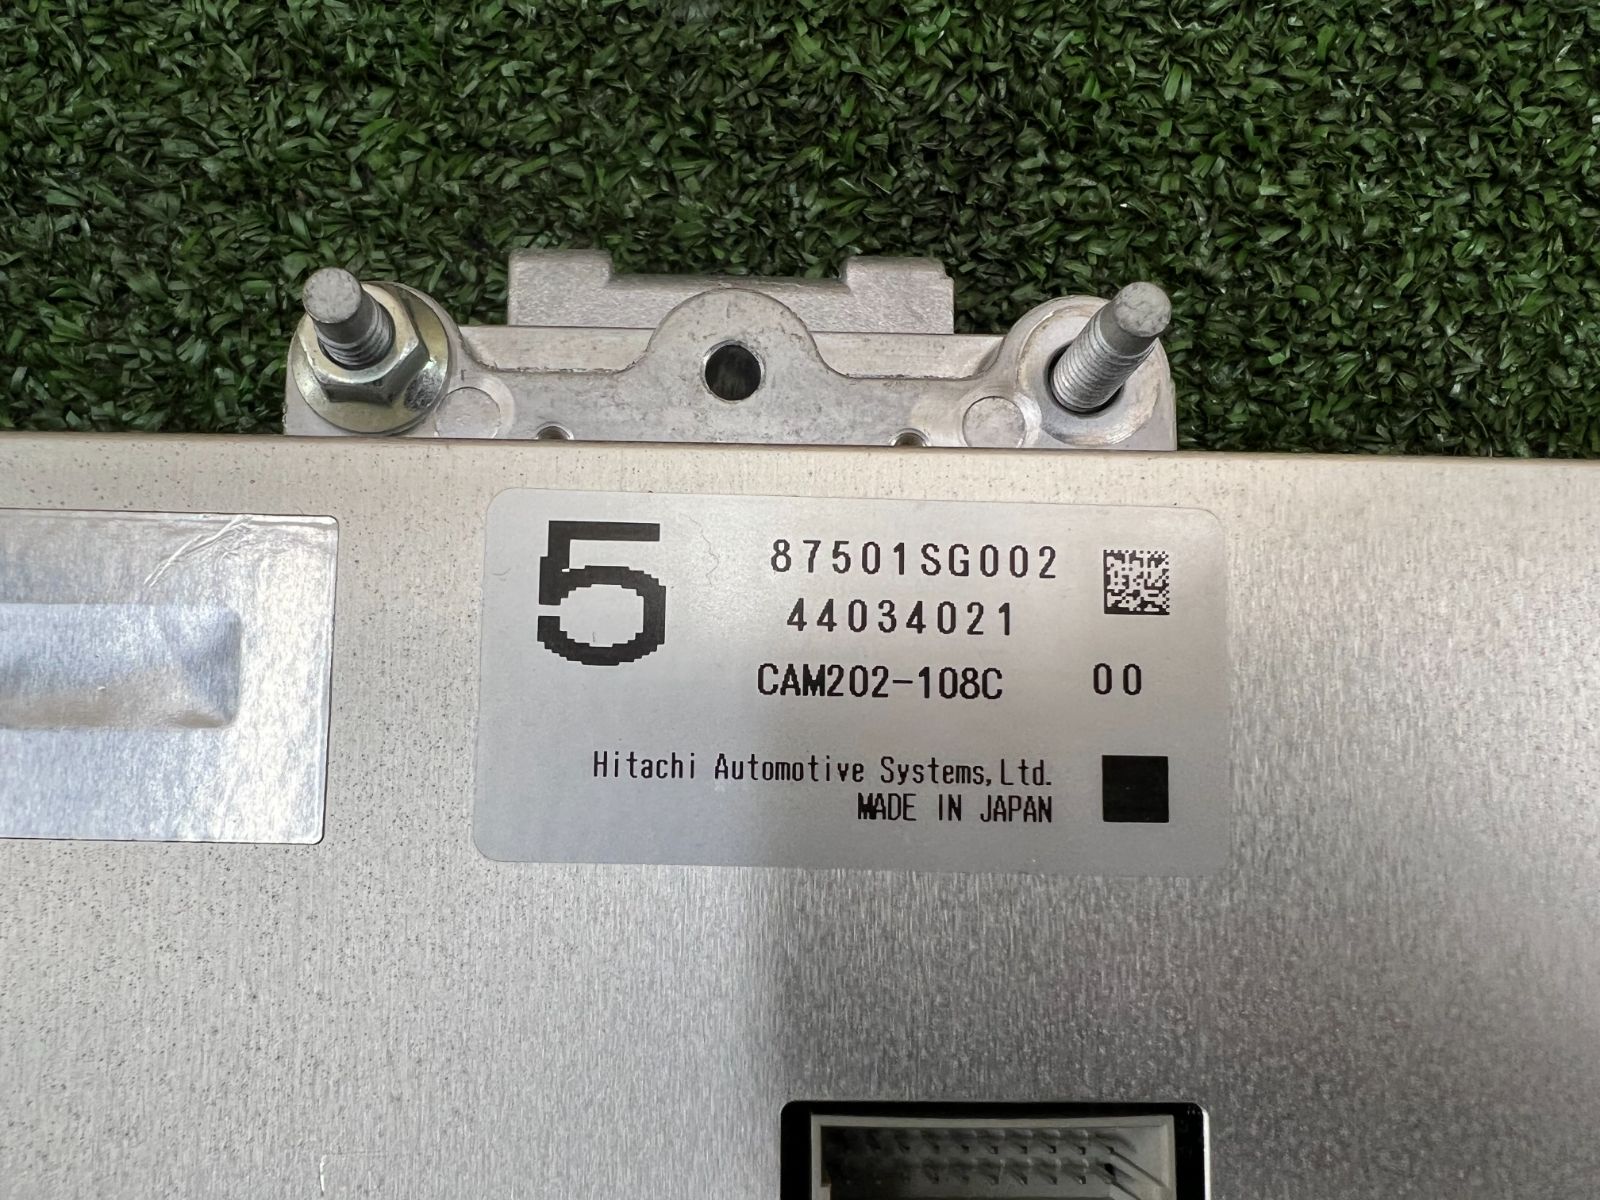 5
87501SG002
44034021
CAM202-108C 00
Hitachi Automotive Systems,Ltd.
MADE IN JAPAN